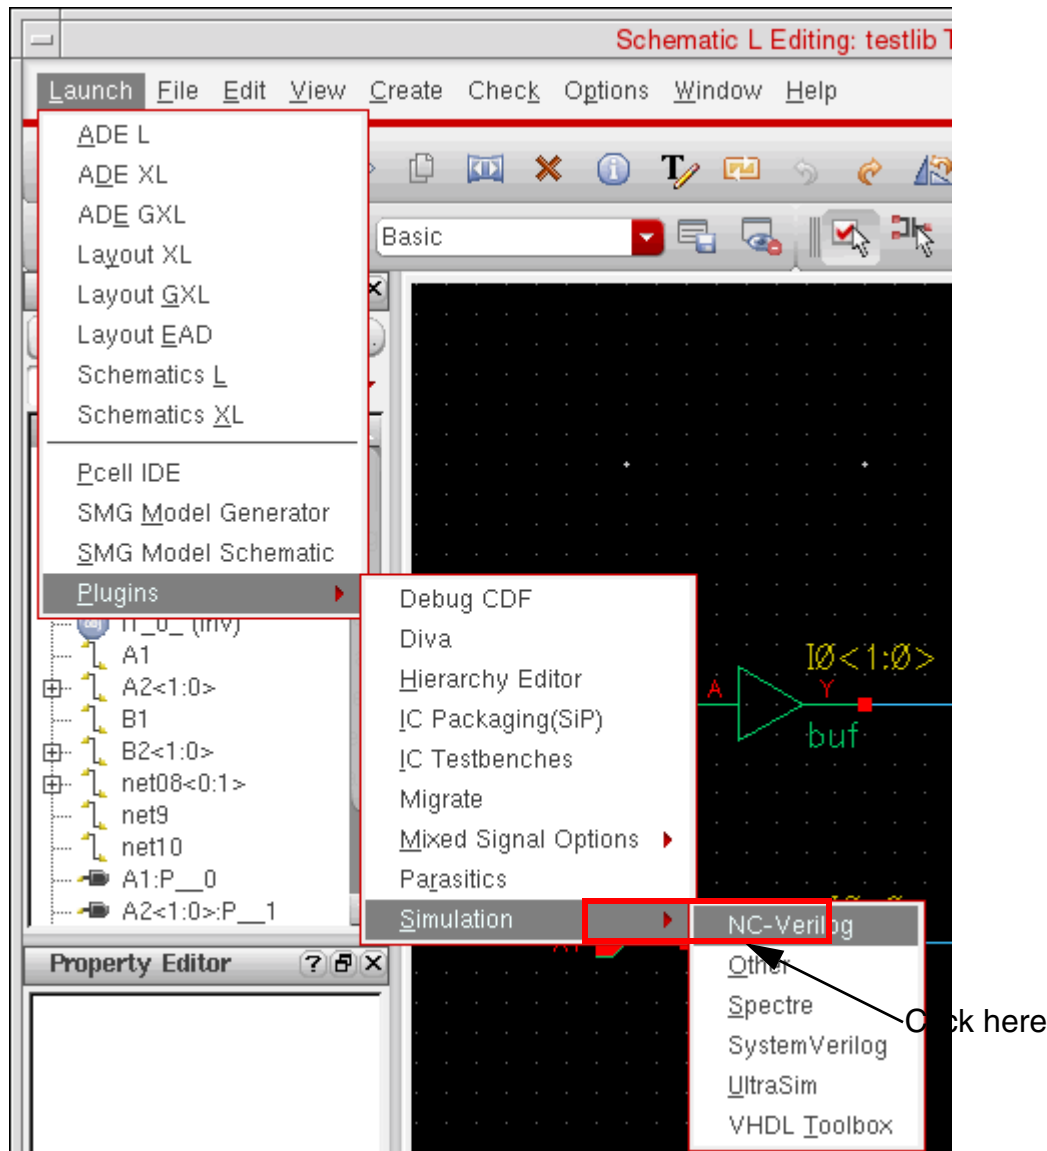 Schematic L Editing: testlib T
Launch File Edit View Create Check Options Window Help
ADE L
ADE XL
ADE GXL
Layout XL
Layout GXL
Layout EAD
Schematics L
Schematics XL
Pcell IDE
SMG Model Generator
SMG Model Schematic
Plugins
Basic
Debug CDF
Diva
Hierarchy Editor
IC Packaging(SiP)
IC Testbenches
Migrate
Mixed Signal Options
Parasitics
Simulation
NC-Verilog
Other
Spectre
SystemVerilog
UltraSim
VHDL Toolbox
A1
A2<1:0>
B1
B2<1:0>
net08<0:1>
net9
net10
A1:P__0
A2<1:0>:P__1
Property Editor
I0<1:0>
A
Y
buf
Click here